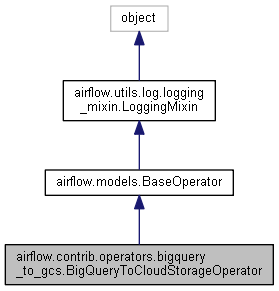 object
airflow.utils.log.logging
_mixin.LoggingMixin
airflow.models.BaseOperator
airflow.contrib.operators.bigquery
_to_gcs.BigQueryToCloudStorageOperator